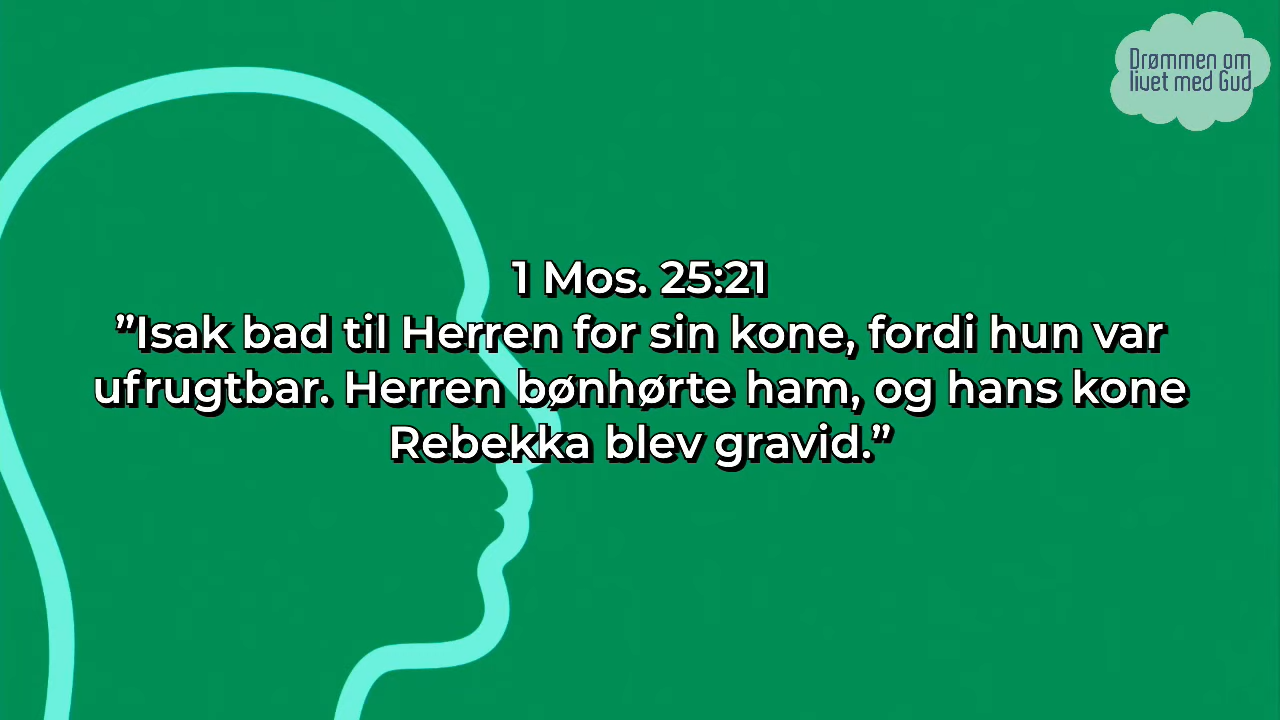 Drømmen om
livet med Gud
1 Mos. 25:21
”Isak bad til Herren for sin kone, fordi hun var
ufrugtbar. Herren bønhørte ham, og hans kone
Rebekka blev gravid.”